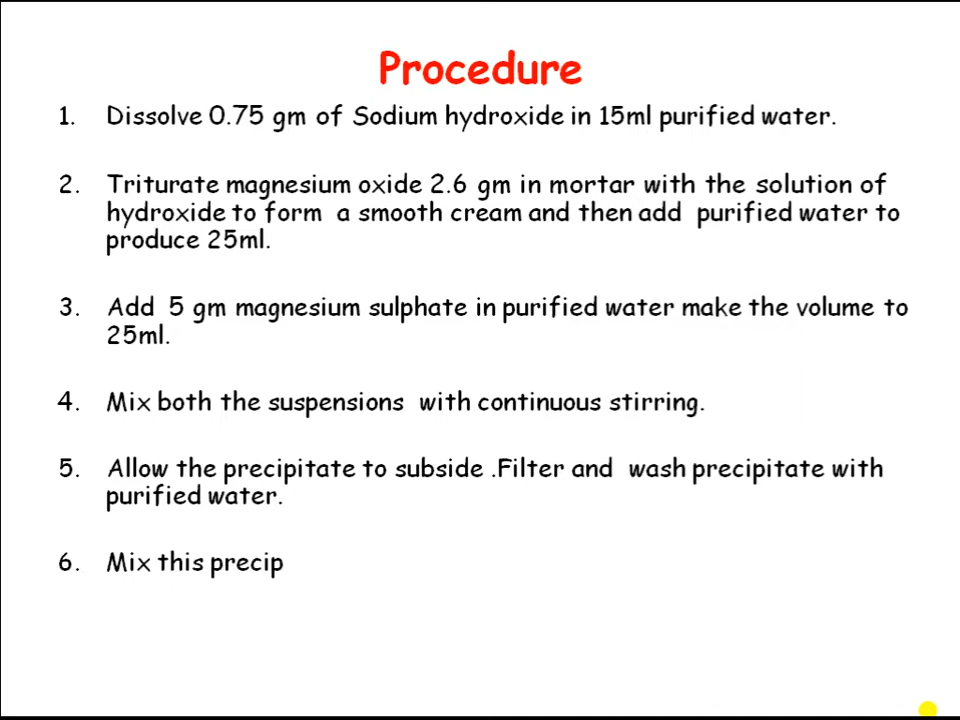 Procedure
1. Dissolve 0.75 gm of Sodium hydroxide in 15ml purified water.
2. Triturate magnesium oxide 2.6 gm in mortar with the solution of
hydroxide to form a smooth cream and then add purified water to
produce 25ml.
3. Add 5 gm magnesium sulphate in purified water make the volume to
25ml.
4. Mix both the suspensions with continuous stirring.
5. Allow the precipitate to subside .Filter and wash precipitate with
purified water.
6. Mix this precip